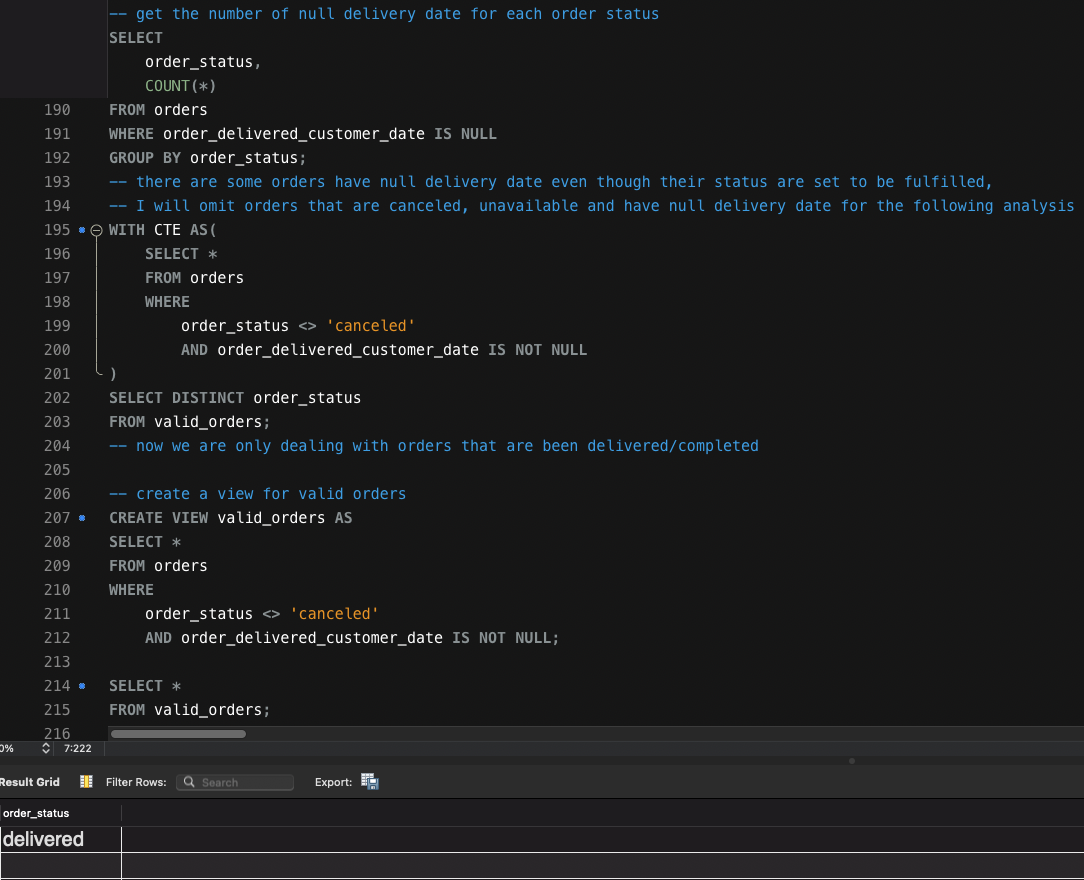 -- get the number of null delivery date for each order status
SELECT
order_status,
COUNT(*)
190 FROM orders
191 WHERE order_delivered_customer_date IS NULL
192 GROUP BY order_status;
193 -- there are some orders have null delivery date even though their status are set to be fulfilled,
194 -- I will omit orders that are canceled, unavailable and have null delivery date for the following analysis
195 WITH CTE AS(
196 SELECT *
197 FROM orders
198 WHERE
199 order_status <> 'canceled'
200 AND order_delivered_customer_date IS NOT NULL
201 )
202 SELECT DISTINCT order_status
203 FROM valid_orders;
204 -- now we are only dealing with orders that are been delivered/completed
205
206 -- create a view for valid orders
207 CREATE VIEW valid_orders AS
208 SELECT *
209 FROM orders
210 WHERE
211 order_status <> 'canceled'
212 AND order_delivered_customer_date IS NOT NULL;
213
214 SELECT *
215 FROM valid_orders;
216
0% 7:222
Result Grid Filter Rows: Search Export:
order_status
delivered